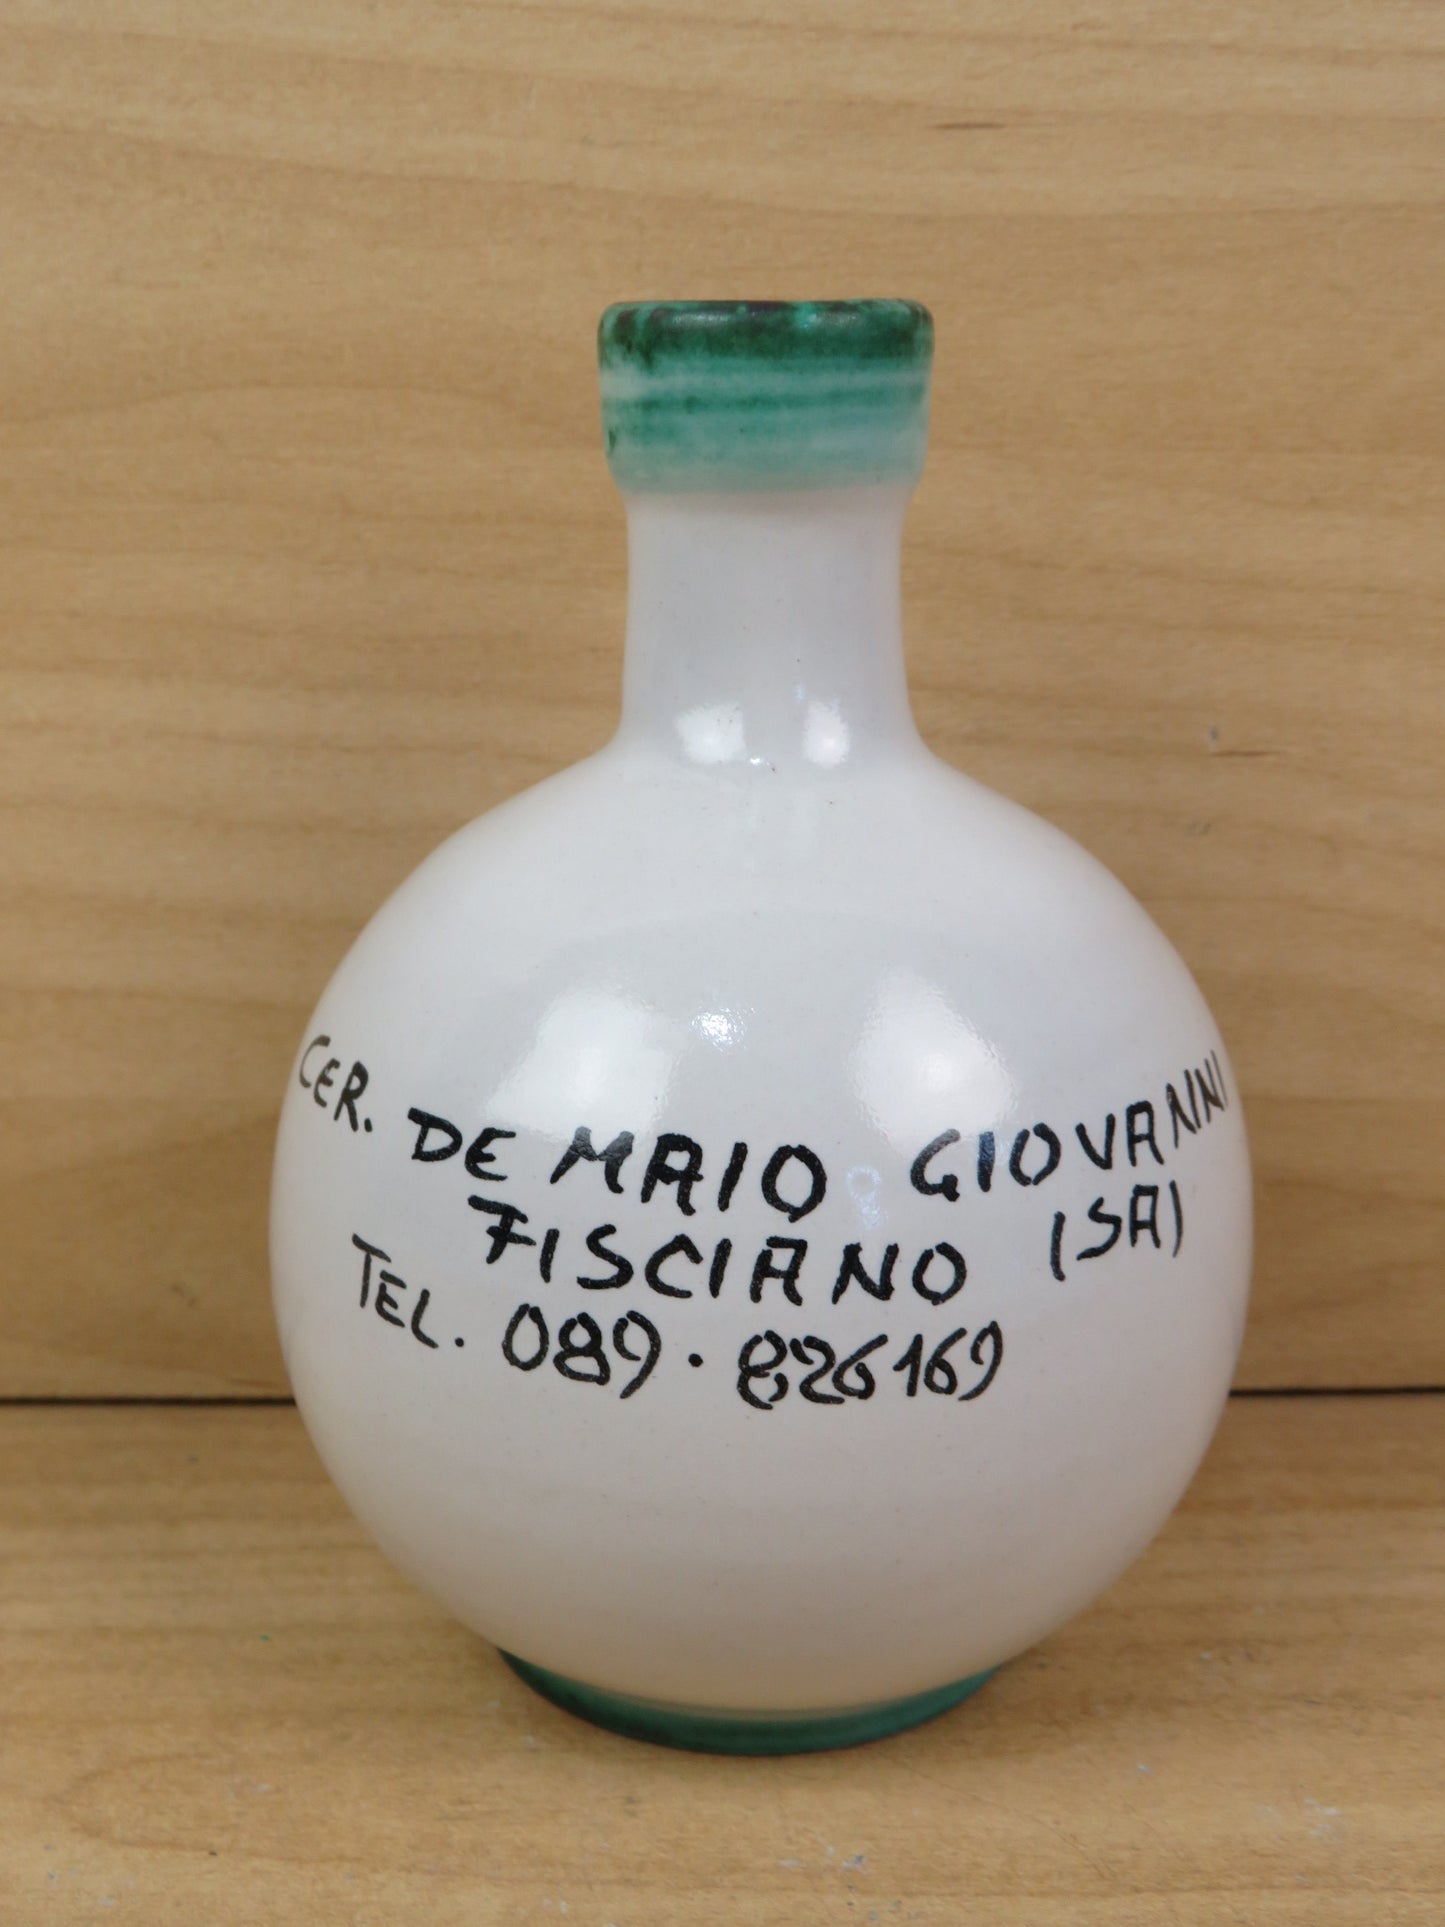 CER. DE MAIO GIOVANNI
FISCIANO (SA)
TEL. 089 · 826169